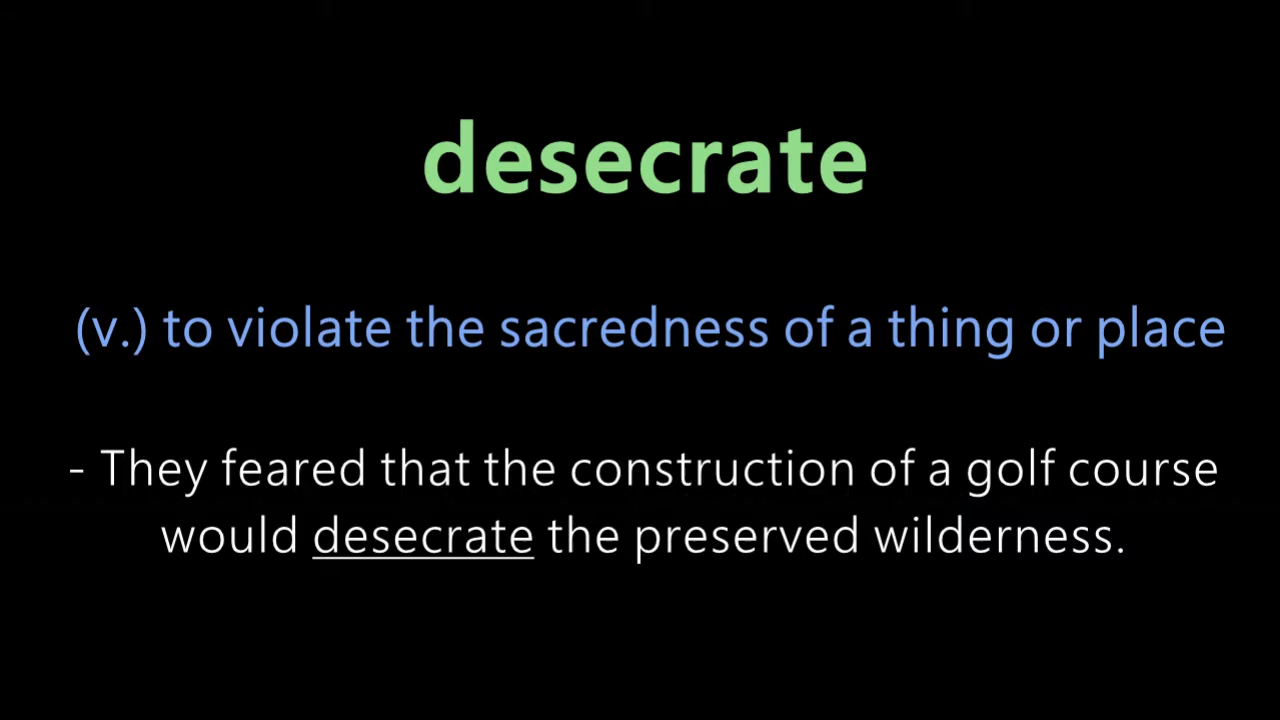 desecrate
(v.) to violate the sacredness of a thing or place
- They feared that the construction of a golf course
would desecrate the preserved wilderness.